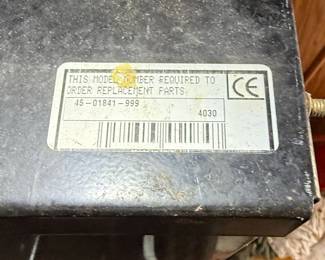 THIS MODEL NUMBER REQUIRED TO
ORDER REPLACEMENT PARTS
CE
45-01841-999
4030